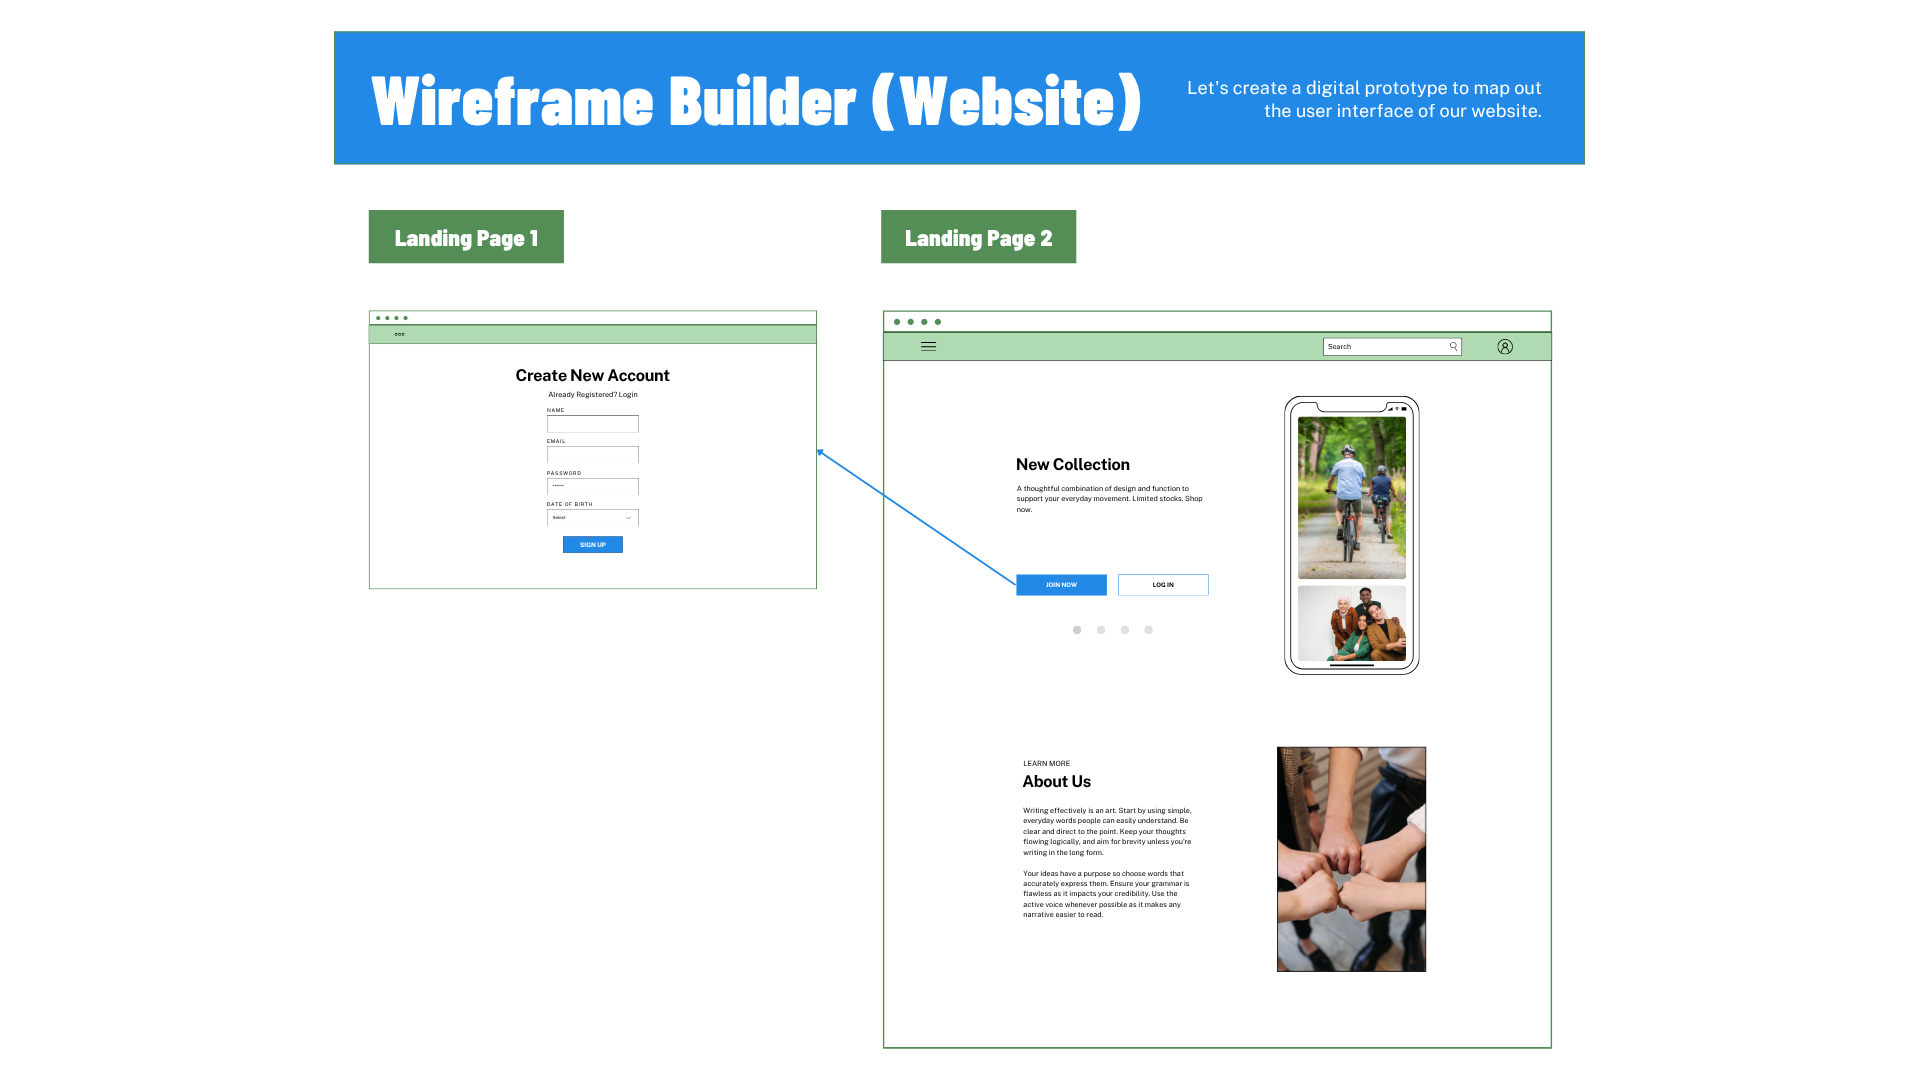 Wireframe Builder (Website)
Let's create a digital prototype to map out
the user interface of our website.
Landing Page 1
Landing Page 2
Create New Account
Already Registered? Login
NAME
EMAIL
PASSWORD
DATE OF BIRTH
Select
SIGN UP
Search
New Collection
A thoughtful combination of design and function to
support your everyday movement. Limited stocks. Shop
now.
JOIN NOW
LOG IN
LEARN MORE
About Us
Writing effectively is an art. Start by using simple,
everyday words people can easily understand. Be
clear and direct to the point. Keep your thoughts
flowing logically, and aim for brevity unless you're
writing in the long form.
Your ideas have a purpose so choose words that
accurately express them. Ensure your grammar is
flawless as it impacts your credibility. Use the
active voice whenever possible as it makes any
narrative easier to read.